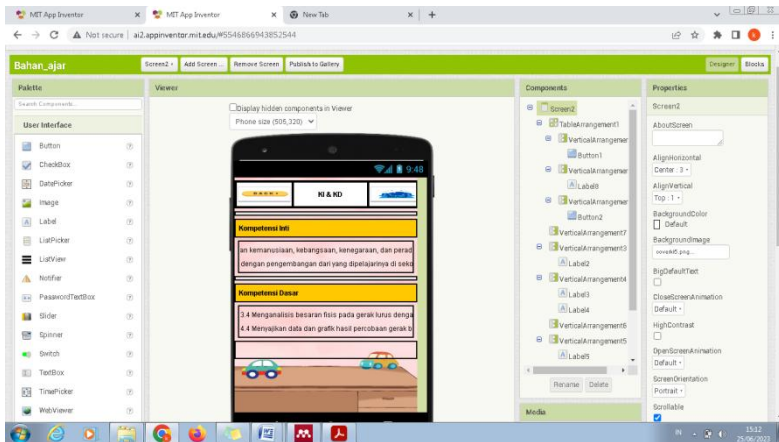 MIT App Inventor
MIT App Inventor
New Tab
Not secure | ai2.appinventor.mit.edu/#5546866943852544
Bahan_ajar
Screen2
Add Screen ...
Remove Screen
Publish to Gallery
Designer
Blocks
Palette
Viewer
Components
Properties
Search Components...
User Interface
Button
CheckBox
DatePicker
Image
Label
ListPicker
ListView
Notifier
PasswordTextBox
Slider
Spinner
Switch
TextBox
TimePicker
WebViewer
Display hidden components in Viewer
Phone size (505,320)
9:48
KI & KD
Kompetensi Inti
an kemanusiaan, kebangsaan, kenegaraan, dan perad
dengan pengembangan dari yang dipelajarinya di seko
Kompetensi Dasar
3.4 Menganalisis besaran fisis pada gerak lurus denga
4.4 Menyajikan data dan grafik hasil percobaan gerak b
Screen2
TableArrangement1
VerticalArrangemer
Button1
VerticalArrangemer
Label8
VerticalArrangemer
Button2
VerticalArrangement7
VerticalArrangement3
Label2
VerticalArrangement4
Label3
Label4
VerticalArrangement6
VerticalArrangement5
Label5
Rename
Delete
Media
Screen2
AboutScreen
AlignHorizontal
Center : 3
AlignVertical
Top : 1
BackgroundColor
Default
BackgroundImage
BigDefaultText
CloseScreenAnimation
Default
HighContrast
OpenScreenAnimation
Default
ScreenOrientation
Portrait
Scrollable
IN
15:12